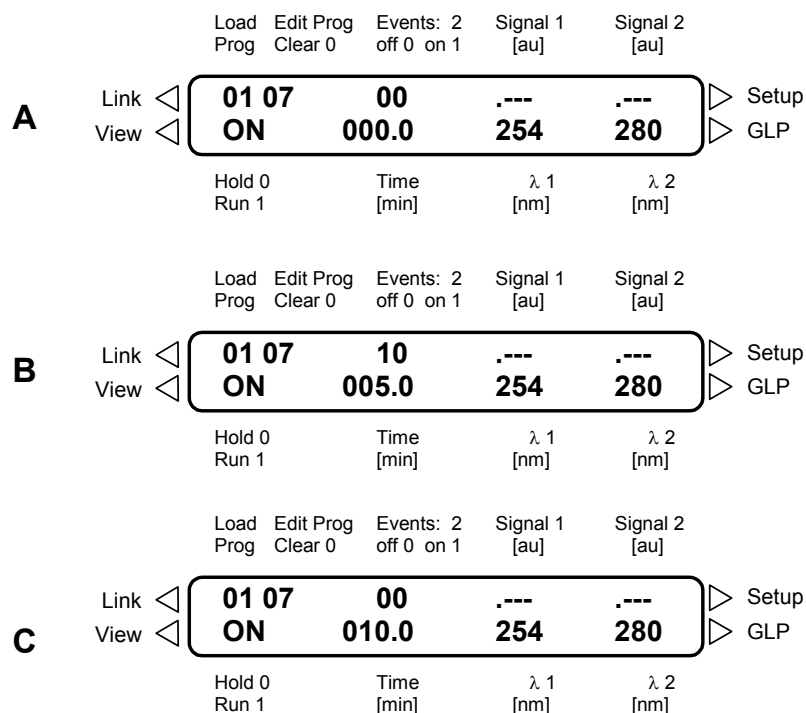 Load Edit Prog Events: 2 Signal 1 Signal 2
Prog Clear 0 off 0 on 1 [au] [au]
A
Link 01 07 00 .--- .--- Setup
View ON 000.0 254 280 GLP
Hold 0 Time λ 1 λ 2
Run 1 [min] [nm] [nm]
Load Edit Prog Events: 2 Signal 1 Signal 2
Prog Clear 0 off 0 on 1 [au] [au]
B
Link 01 07 10 .--- .--- Setup
View ON 005.0 254 280 GLP
Hold 0 Time λ 1 λ 2
Run 1 [min] [nm] [nm]
Load Edit Prog Events: 2 Signal 1 Signal 2
Prog Clear 0 off 0 on 1 [au] [au]
C
Link 01 07 00 .--- .--- Setup
View ON 010.0 254 280 GLP
Hold 0 Time λ 1 λ 2
Run 1 [min] [nm] [nm]